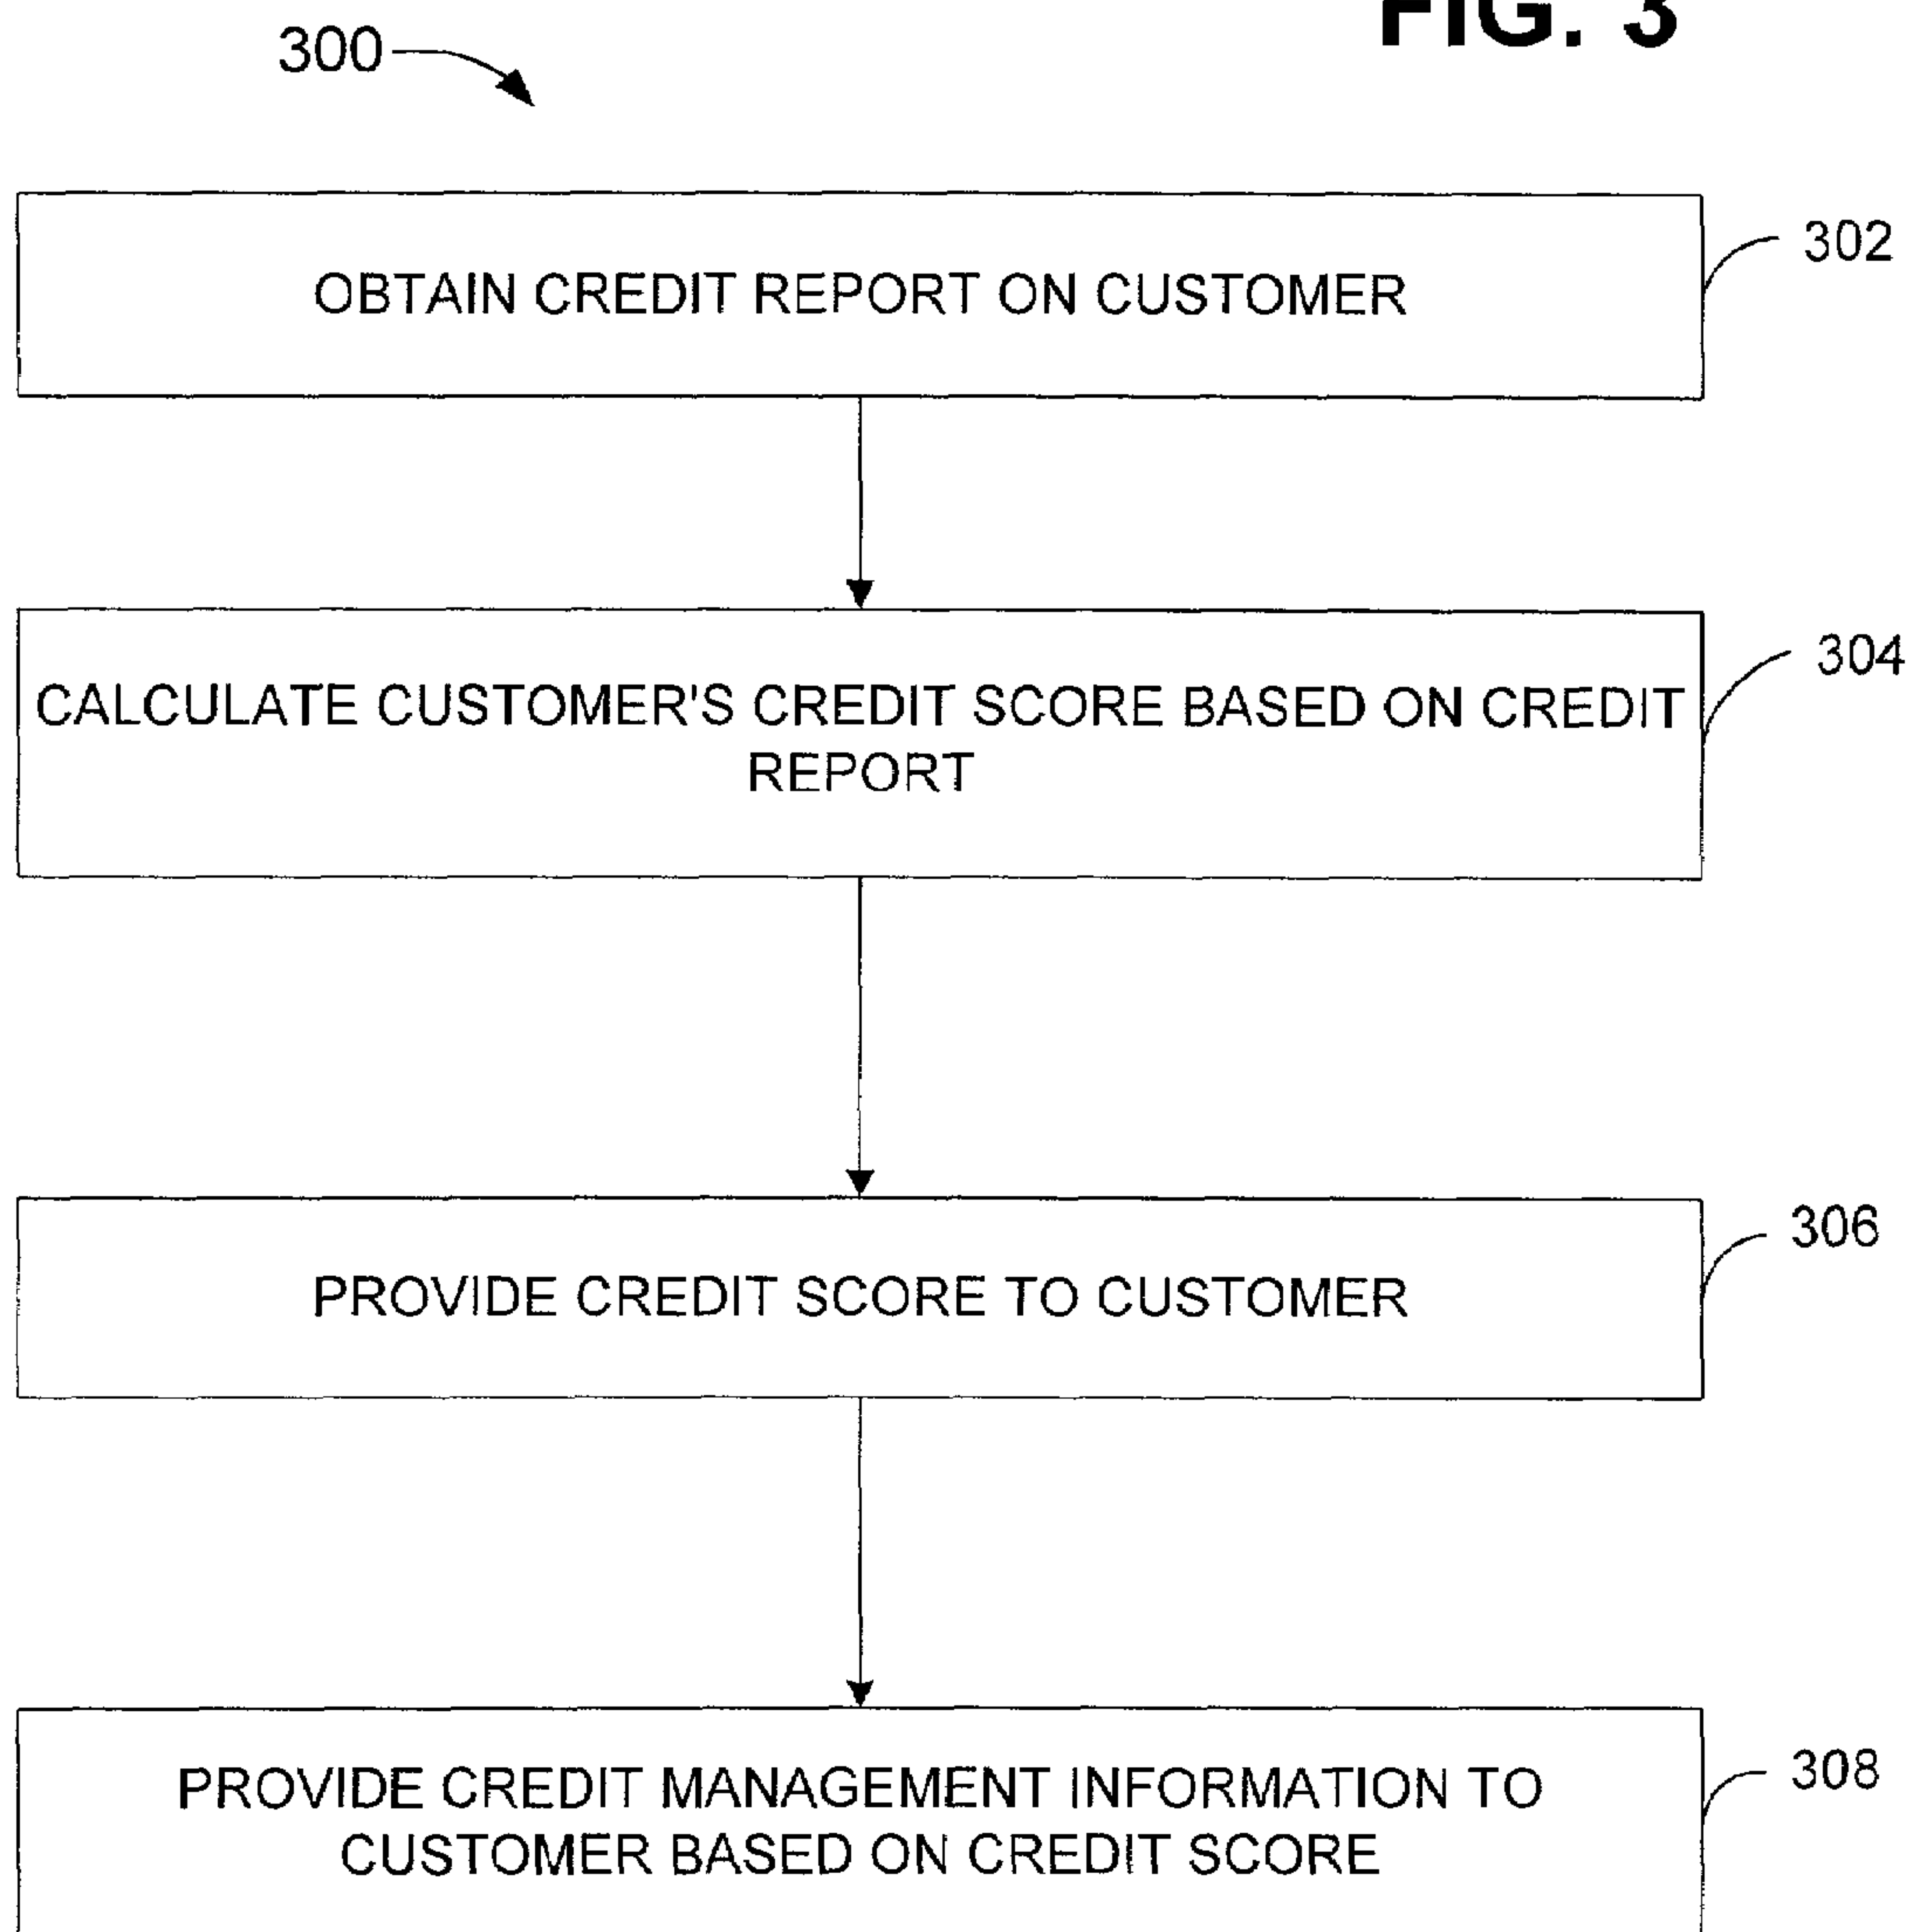 FIG. 3
300
302
OBTAIN CREDIT REPORT ON CUSTOMER
304
CALCULATE CUSTOMER'S CREDIT SCORE BASED ON CREDIT
REPORT
306
PROVIDE CREDIT SCORE TO CUSTOMER
308
PROVIDE CREDIT MANAGEMENT INFORMATION TO
CUSTOMER BASED ON CREDIT SCORE